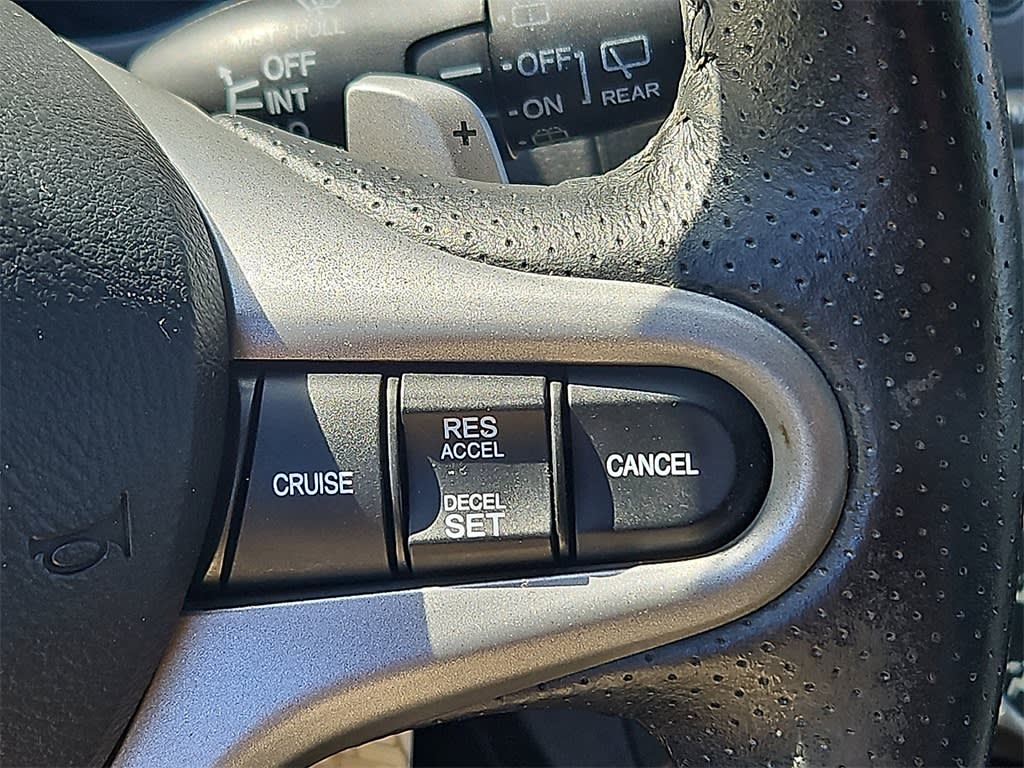 OFF
INT
+
OFF
ON
REAR
CRUISE
RES
ACCEL
DECEL
SET
CANCEL